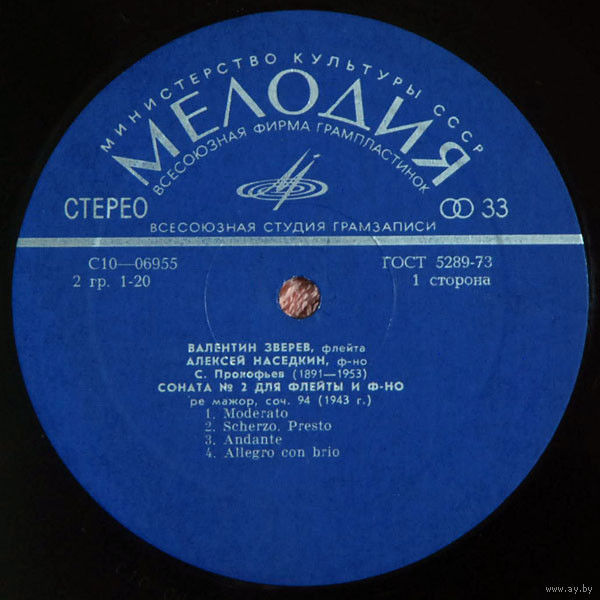 МИНИСТЕРСТВО КУЛЬТУРЫ СССР
МЕЛОДИЯ
ВСЕСОЮЗНАЯ ФИРМА ГРАМПЛАСТИНОК
СТЕРЕО
33
ВСЕСОЮЗНАЯ СТУДИЯ ГРАМЗАПИСИ
С10—06955
ГОСТ 5289-73
2 гр. 1-20
1 сторона
ВАЛЕНТИН ЗВЕРЕВ, флейта
АЛЕКСЕЙ НАСЕДКИН, ф-но
С. Прокофьев (1891—1953)
СОНАТА № 2 ДЛЯ ФЛЕЙТЫ И Ф-НО
ре мажор, соч. 94 (1943 г.)
1. Moderato
2. Scherzo. Presto
3. Andante
4. Allegro con brio
www.ay.by